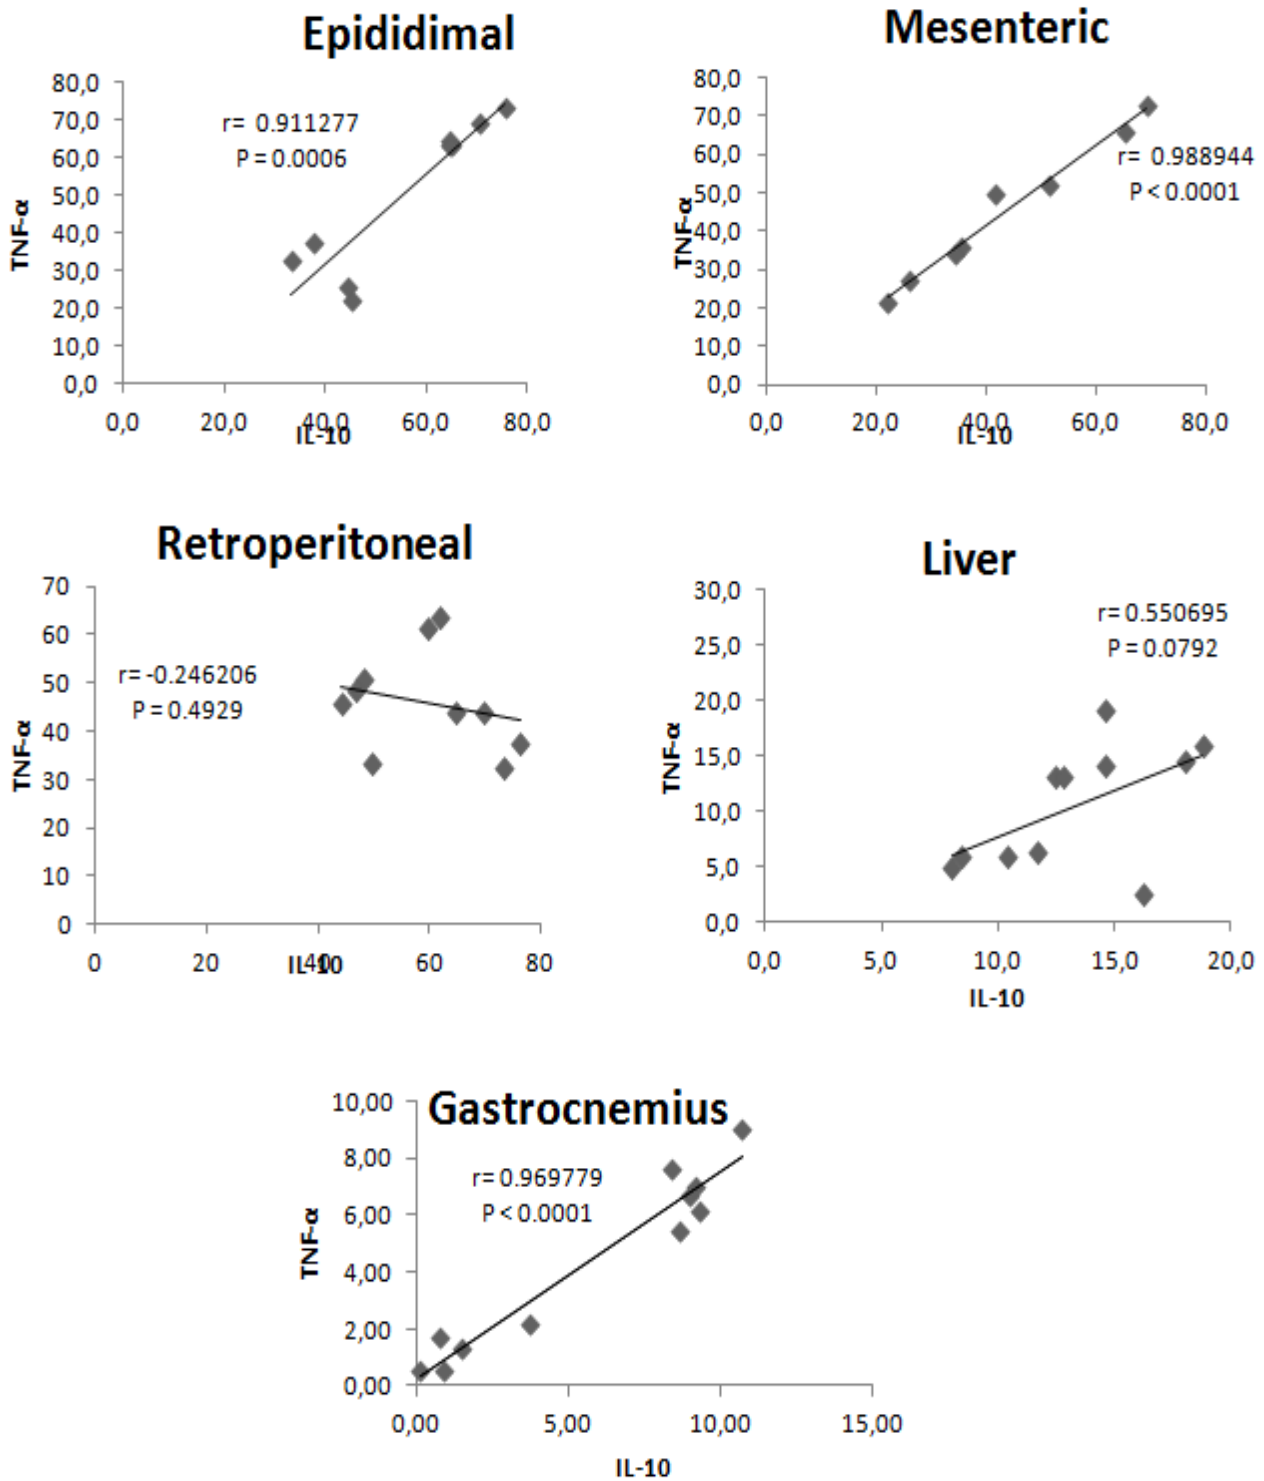 Epididimal
80,0
70,0
60,0
50,0
40,0
30,0
20,0
10,0
0,0
TNF-α
r= 0.911277
P = 0.0006
0,0 20,0 40,0 60,0 80,0
IL-10
Mesenteric
80,0
70,0
60,0
50,0
40,0
30,0
20,0
10,0
0,0
TNF-α
r= 0.988944
P < 0.0001
0,0 20,0 40,0 60,0 80,0
IL-10
Retroperitoneal
70
60
50
40
30
20
10
0
TNF-α
r= -0.246206
P = 0.4929
0 20 40 60 80
IL-10
Liver
30,0
25,0
20,0
15,0
10,0
5,0
0,0
TNF-α
r= 0.550695
P = 0.0792
0,0 5,0 10,0 15,0 20,0
IL-10
Gastrocnemius
10,00
8,00
6,00
4,00
2,00
0,00
TNF-α
r= 0.969779
P < 0.0001
0,00 5,00 10,00 15,00
IL-10